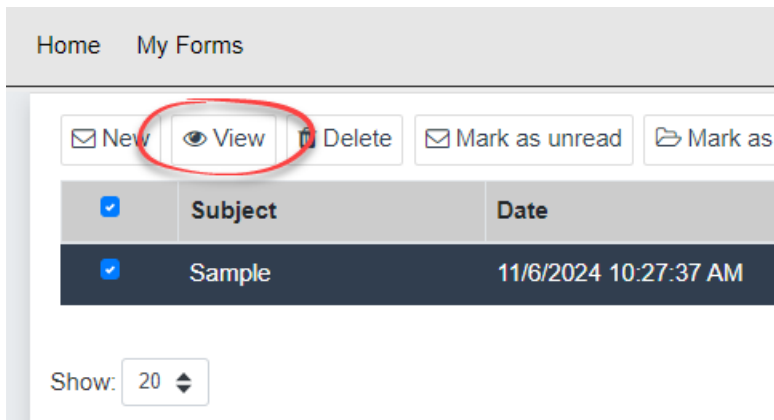 Home My Forms
New View Delete Mark as unread Mark as
Subject Date
Sample 11/6/2024 10:27:37 AM
Show: 20